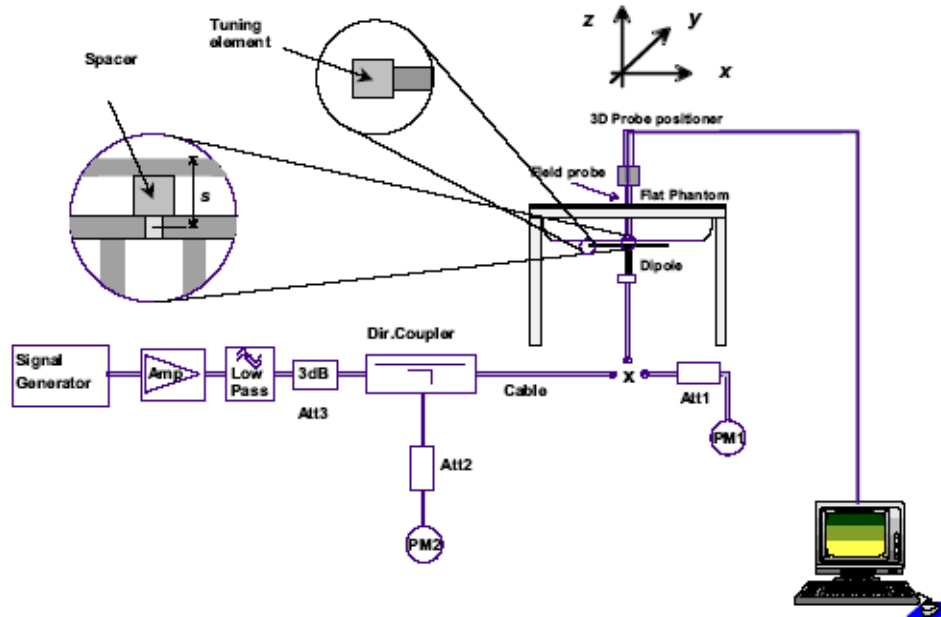 Tuning
element
Spacer
z
y
x
3D Probe positioner
s
Field probe
Flat Phantom
Dipole
Signal
Generator
Amp
Low
Pass
3dB
Att3
Dir.Coupler
Cable
x
Att1
PM1
Att2
PM2